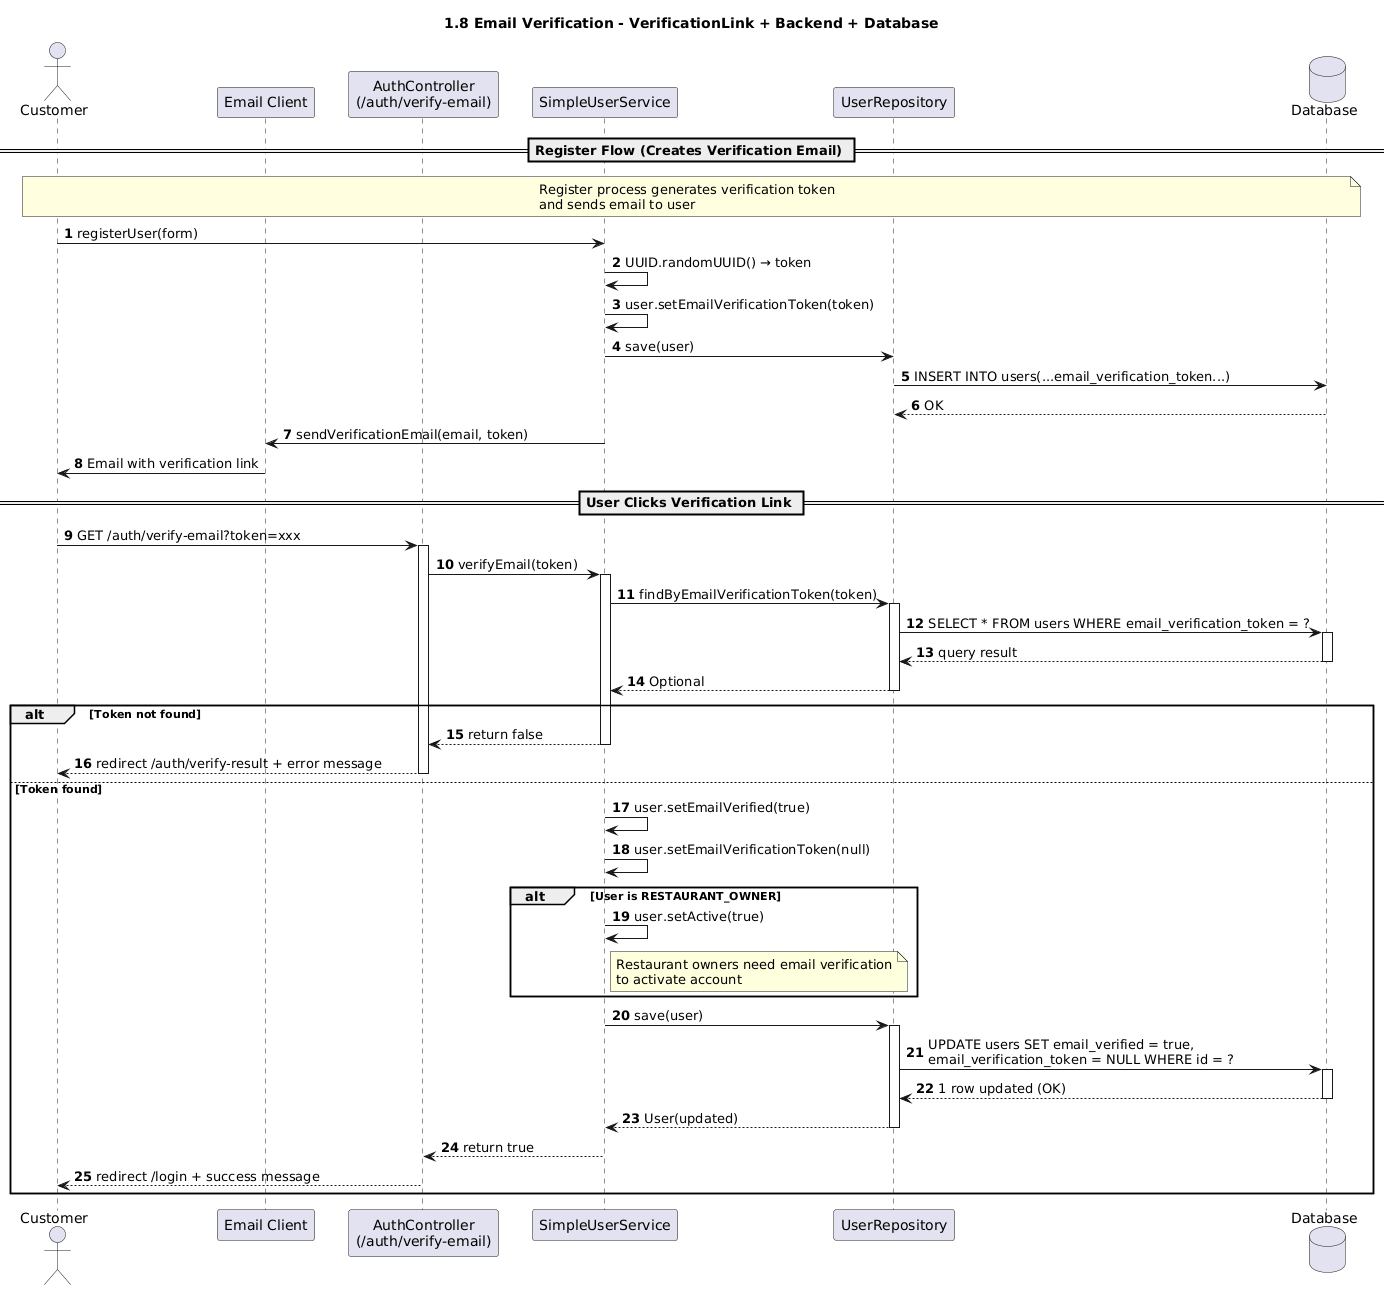 1.8 Email Verification - VerificationLink + Backend + Database
Customer
Email Client
AuthController
(/auth/verify-email)
SimpleUserService
UserRepository
Database
Register Flow (Creates Verification Email)
Register process generates verification token
and sends email to user
1 registerUser(form)
2 UUID.randomUUID() → token
3 user.setEmailVerificationToken(token)
4 save(user)
5 INSERT INTO users(...email_verification_token...)
6 OK
7 sendVerificationEmail(email, token)
8 Email with verification link
User Clicks Verification Link
9 GET /auth/verify-email?token=xxx
10 verifyEmail(token)
11 findByEmailVerificationToken(token)
12 SELECT * FROM users WHERE email_verification_token = ?
13 query result
14 Optional
alt [Token not found]
15 return false
16 redirect /auth/verify-result + error message
[Token found]
17 user.setEmailVerified(true)
18 user.setEmailVerificationToken(null)
alt [User is RESTAURANT_OWNER]
19 user.setActive(true)
Restaurant owners need email verification
to activate account
20 save(user)
21 UPDATE users SET email_verified = true,
email_verification_token = NULL WHERE id = ?
22 1 row updated (OK)
23 User(updated)
24 return true
25 redirect /login + success message
Customer
Email Client
AuthController
(/auth/verify-email)
SimpleUserService
UserRepository
Database